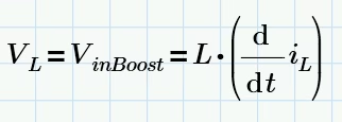 V_L = V_inBoost = L · (d/dt i_L)